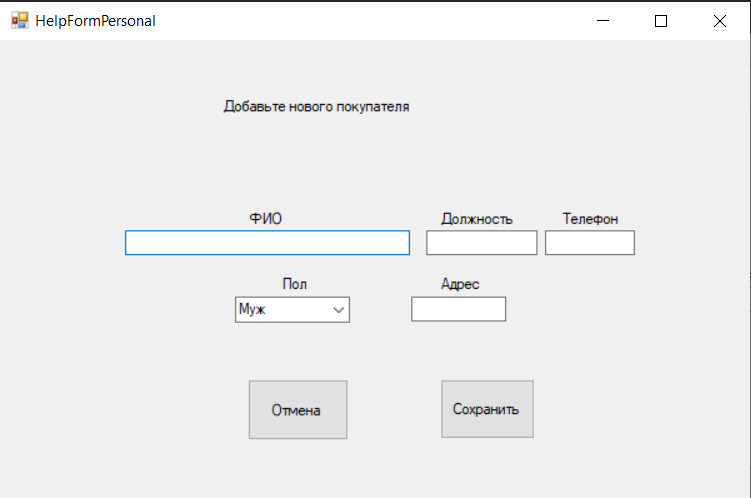 HelpFormPersonal
Добавьте нового покупателя
ФИО Должность Телефон
Пол Адрес
Муж
Отмена Сохранить